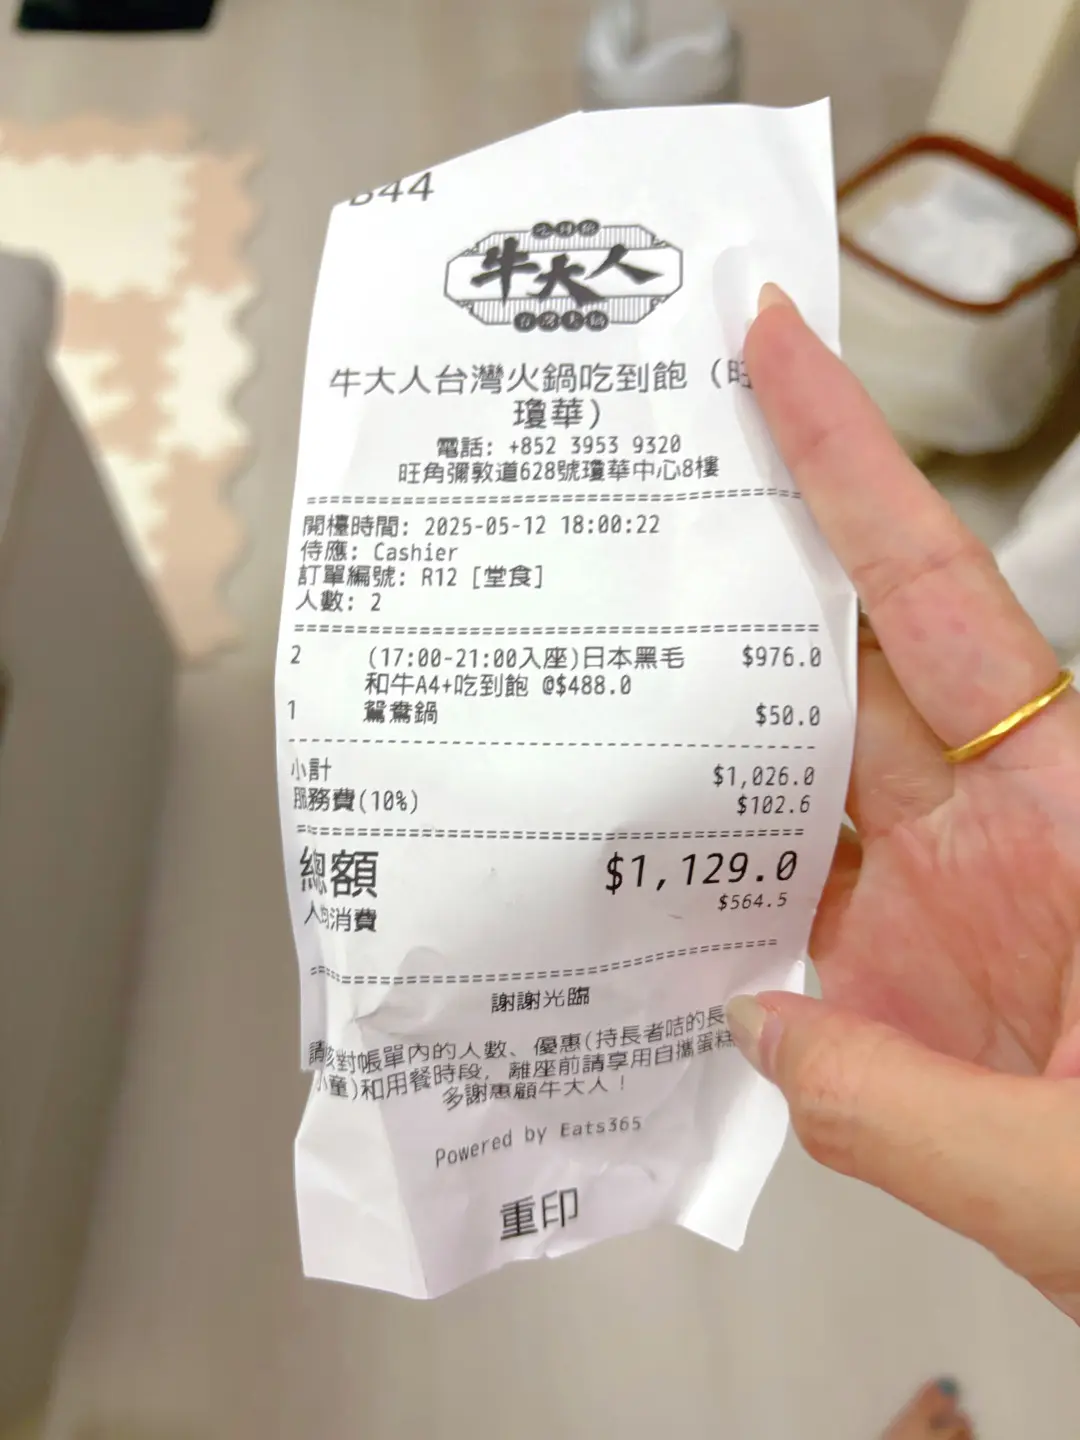 B44
吃到飽
牛大人
台灣火鍋
牛大人台灣火鍋吃到飽 (旺
瓊華)
電話: +852 3953 9320
旺角彌敦道628號瓊華中心8樓
開檯時間: 2025-05-12 18:00:22
侍應: Cashier
訂單編號: R12 [堂食]
人數: 2
2 (17:00-21:00入座)日本黑毛 $976.0
和牛A4+吃到飽 @$488.0
1 鴛鴦鍋 $50.0
小計 $1,026.0
服務費(10%) $102.6
總額 $1,129.0
人均消費 $564.5
謝謝光臨
請核對帳單內的人數、優惠(持長者咭的長
小童)和用餐時段, 離座前請享用自攜蛋糕
多謝惠顧牛大人!
Powered by Eats365
重印